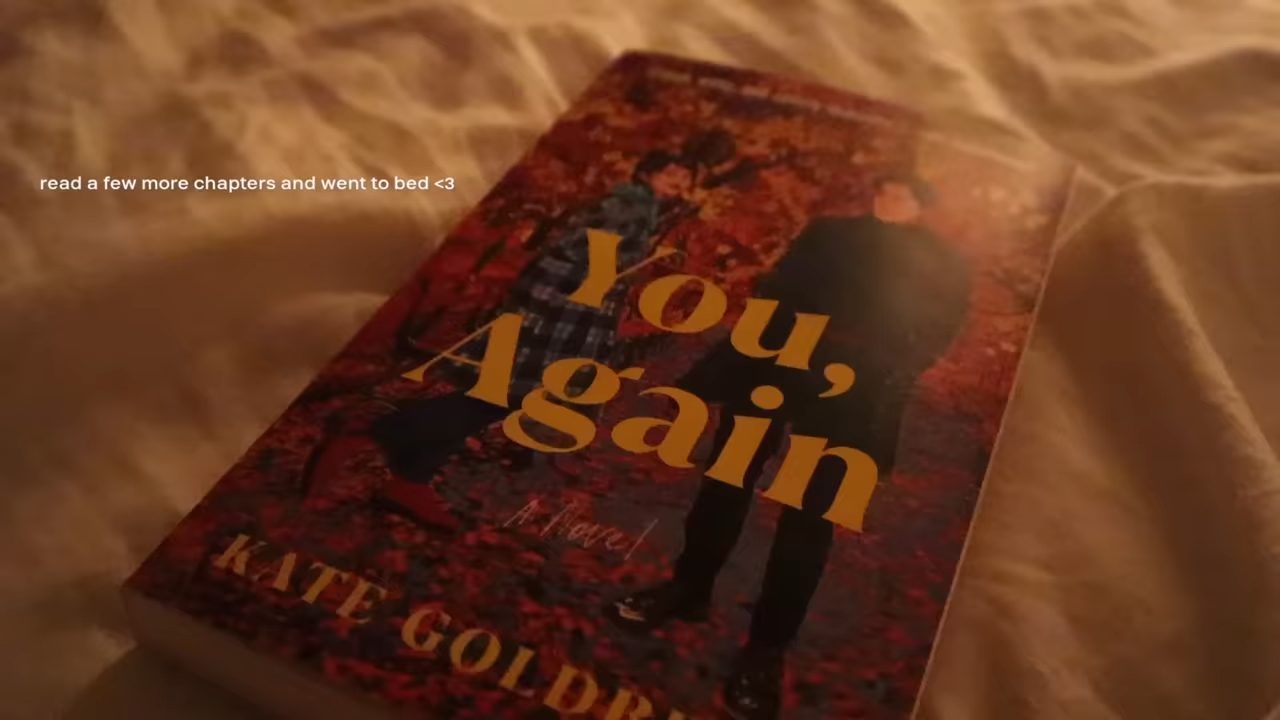 read a few more chapters and went to bed <3
You,
Again
A Novel
KATE GOLDB